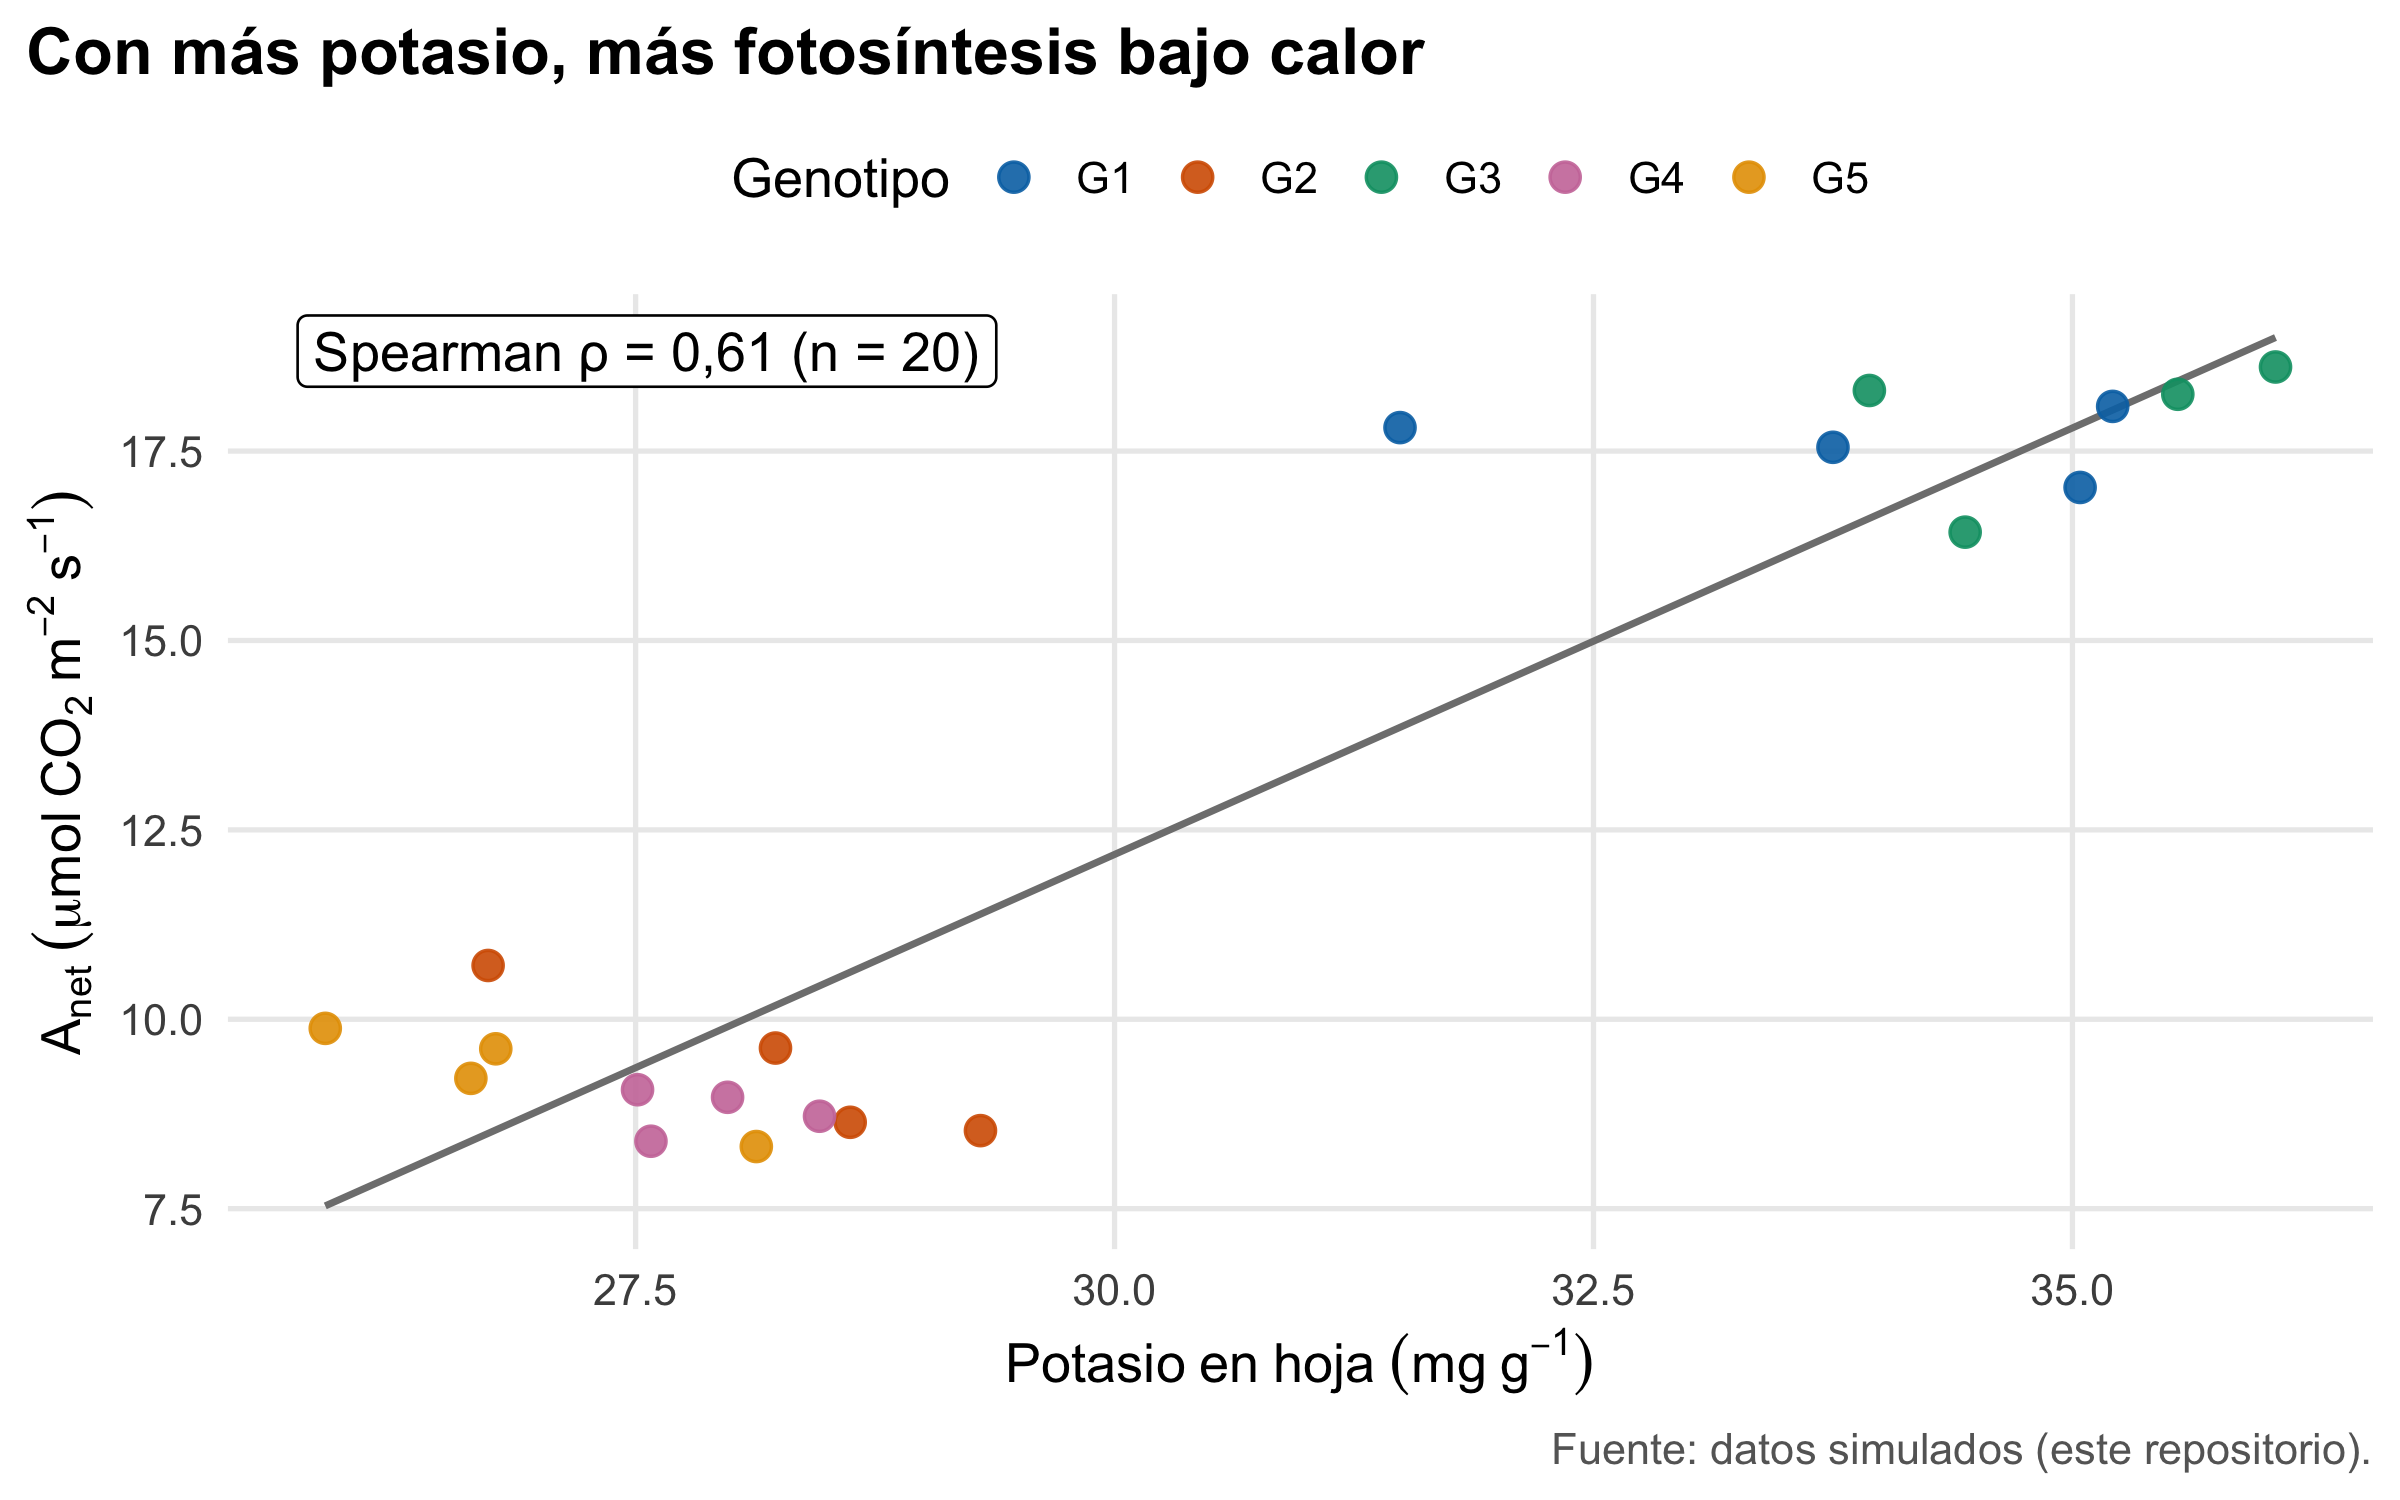 Con más potasio, más fotosíntesis bajo calor
Genotipo G1 G2 G3 G4 G5
Spearman ρ = 0,61 (n = 20)
17.5
15.0
12.5
10.0
7.5
Aₙₑₜ (μmol CO₂ m⁻² s⁻¹)
27.5 30.0 32.5 35.0
Potasio en hoja (mg g⁻¹)
Fuente: datos simulados (este repositorio).